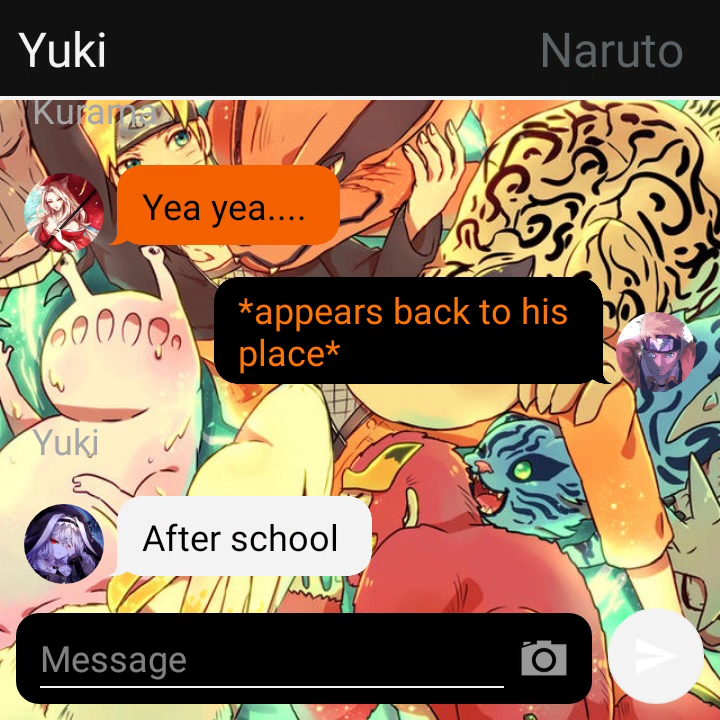 Yuki
Naruto
Kurama
Yea yea....
*appears back to his
place*
Yuki
After school
Message